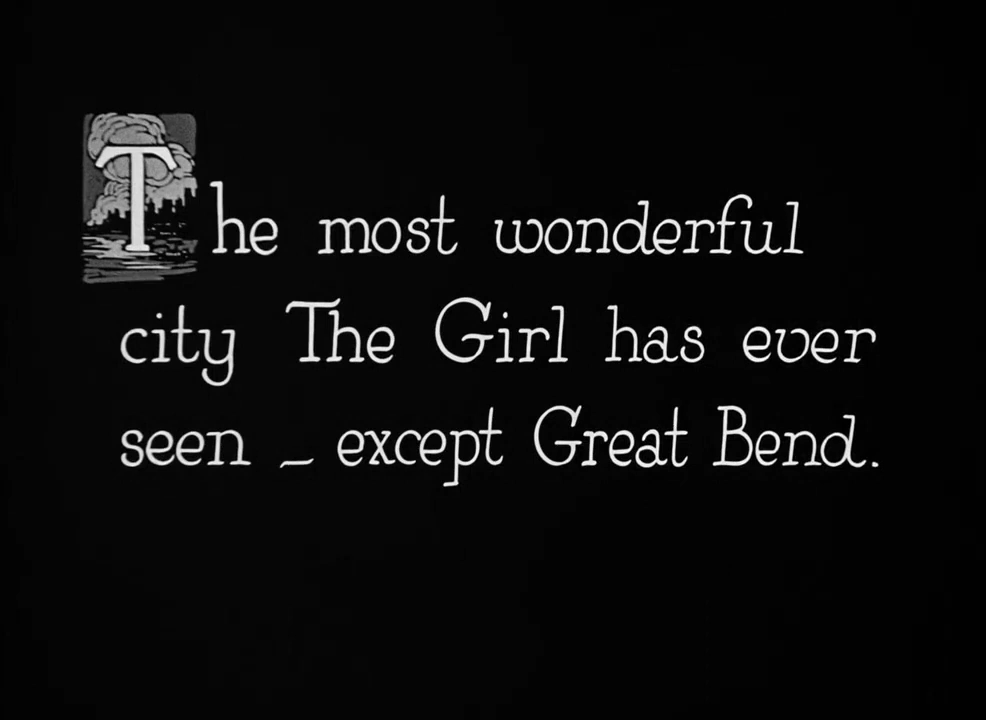 The most wonderful
city The Girl has ever
seen – except Great Bend.